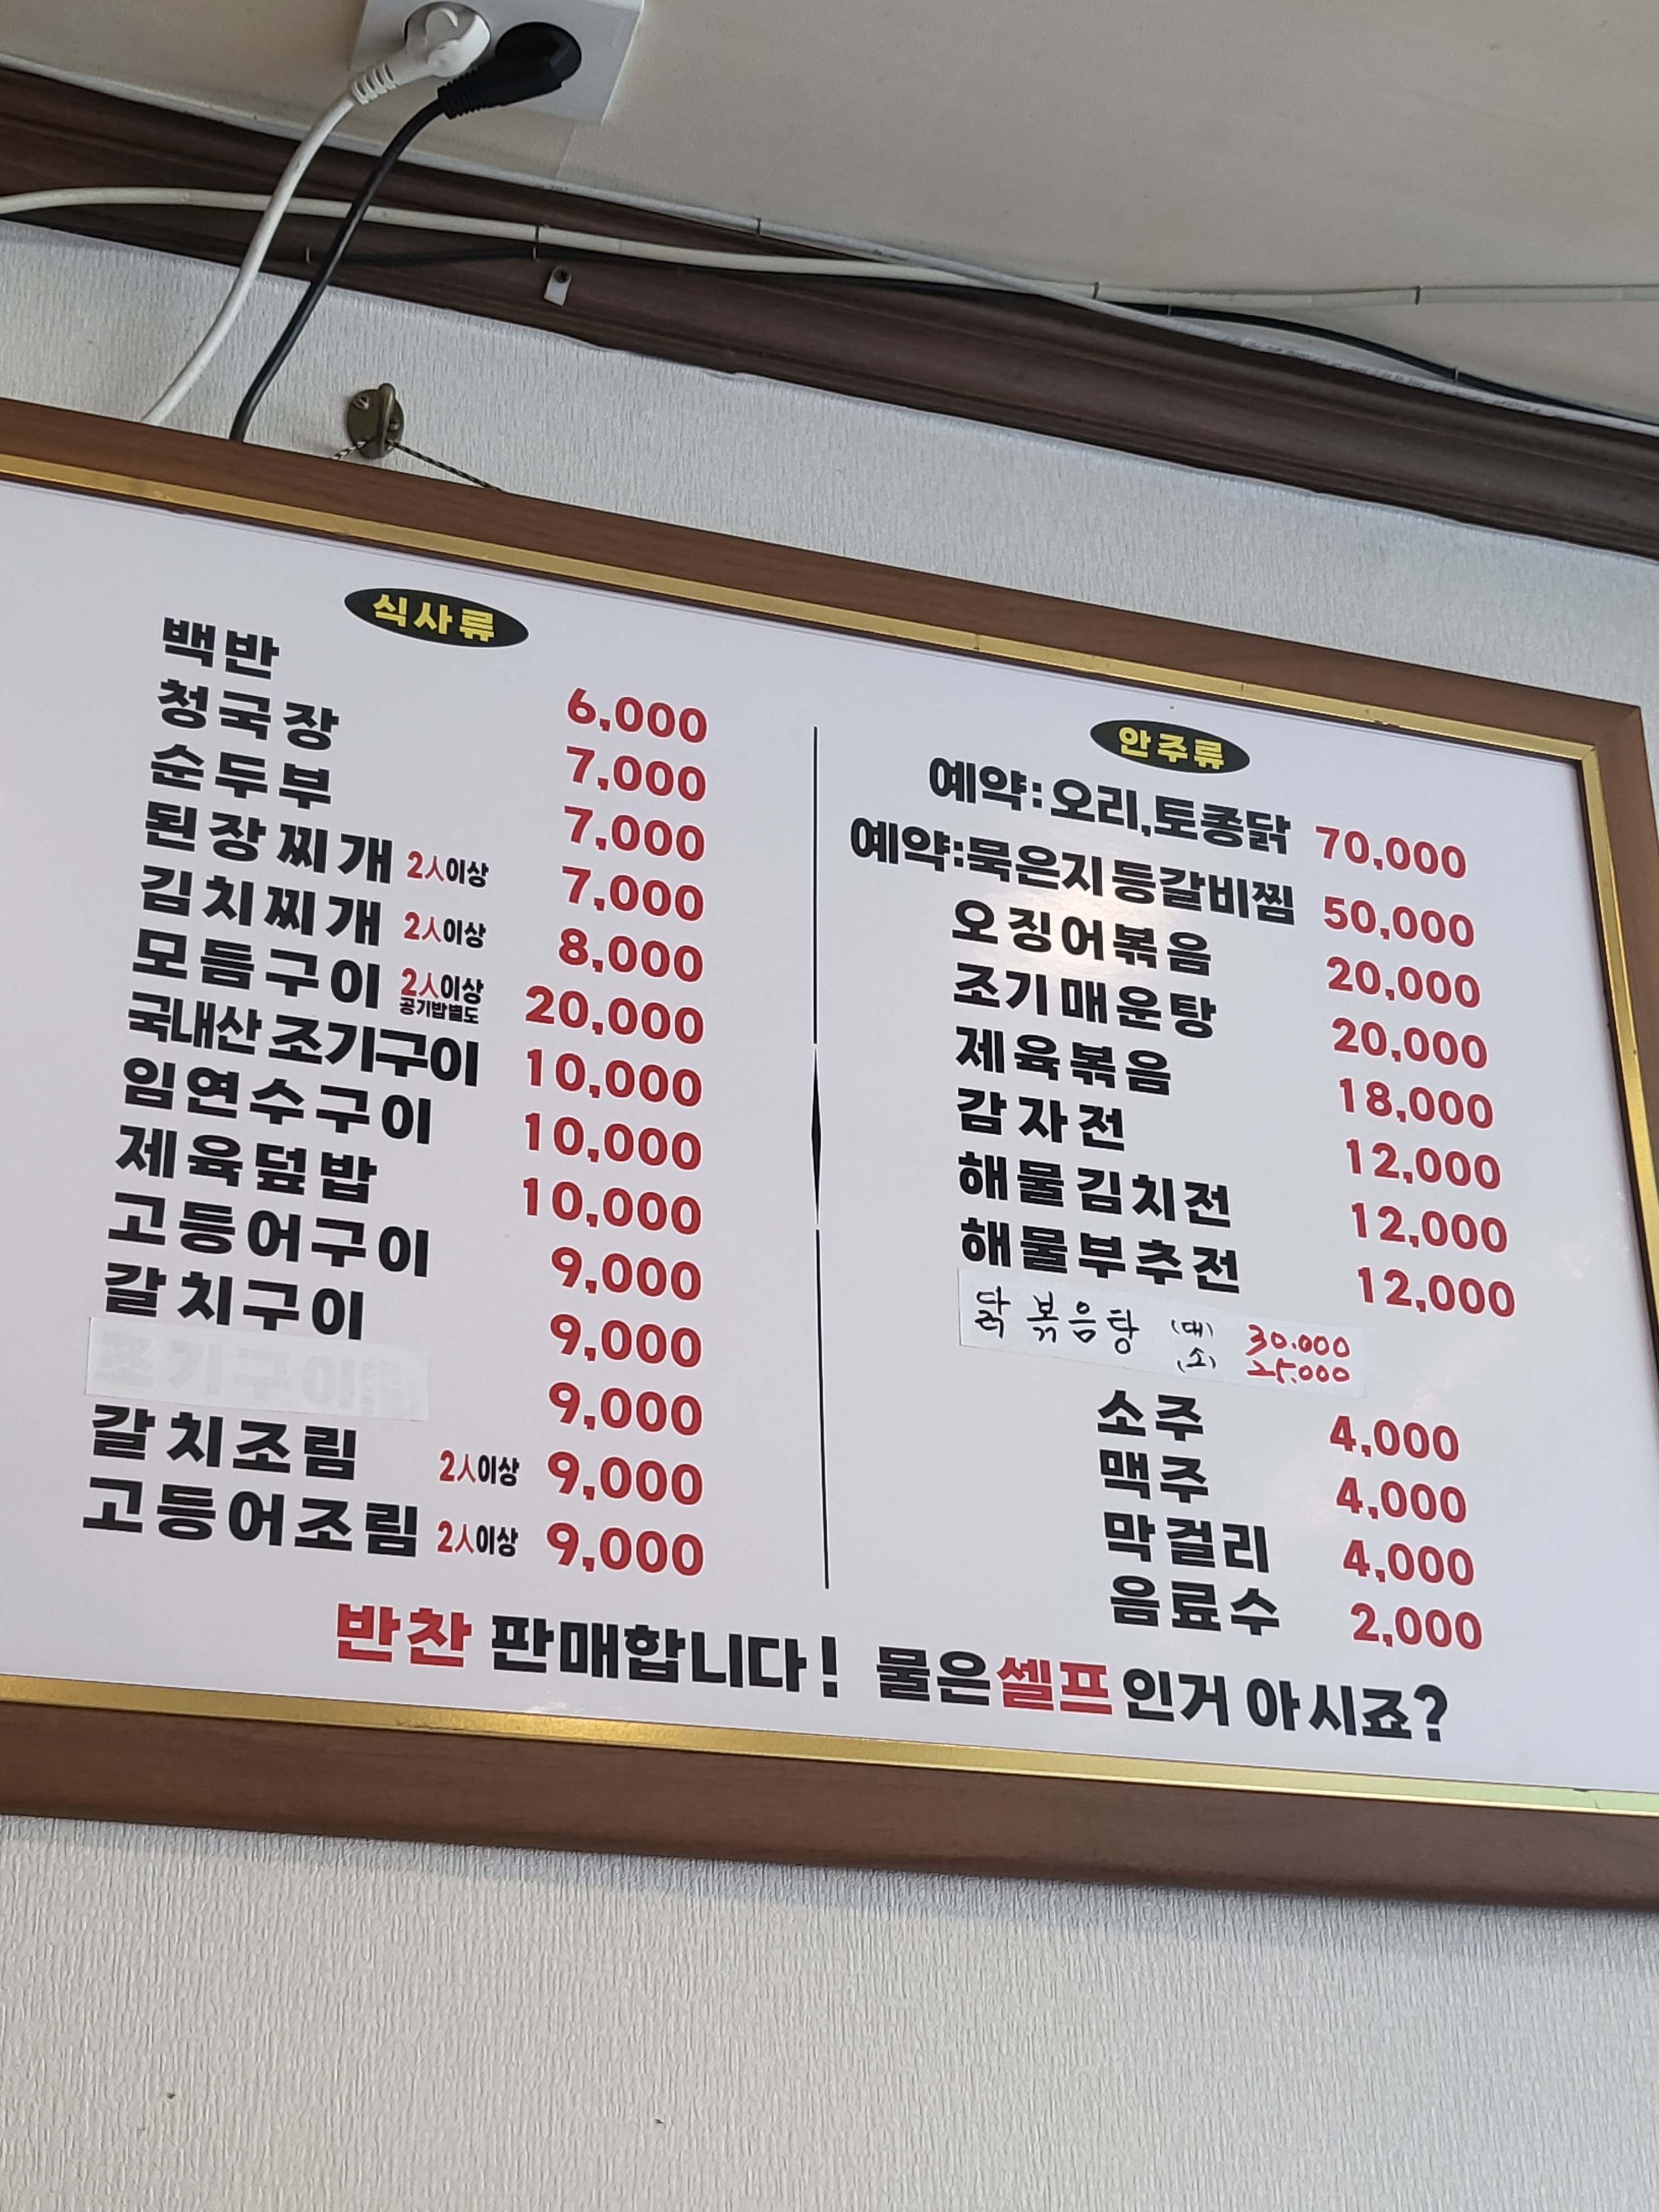 식사류
백반 6,000
청국장 7,000
순두부 7,000
된장찌개 2人이상 7,000
김치찌개 2人이상 8,000
모듬구이 2人이상 공기밥별도 20,000
국내산 조기구이 10,000
임연수구이 10,000
제육덮밥 10,000
고등어구이 9,000
갈치구이 9,000
조기구이 9,000
갈치조림 2人이상 9,000
고등어조림 2人이상 9,000
안주류
예약:오리,토종닭 70,000
예약:묵은지등갈비찜 50,000
오징어볶음 20,000
조기매운탕 20,000
제육볶음 18,000
감자전 12,000
해물김치전 12,000
해물부추전 12,000
닭볶음탕 (대) 30.000
(소) 25.000
소주 4,000
맥주 4,000
막걸리 4,000
음료수 2,000
반찬 판매합니다! 물은셀프인거 아시죠?